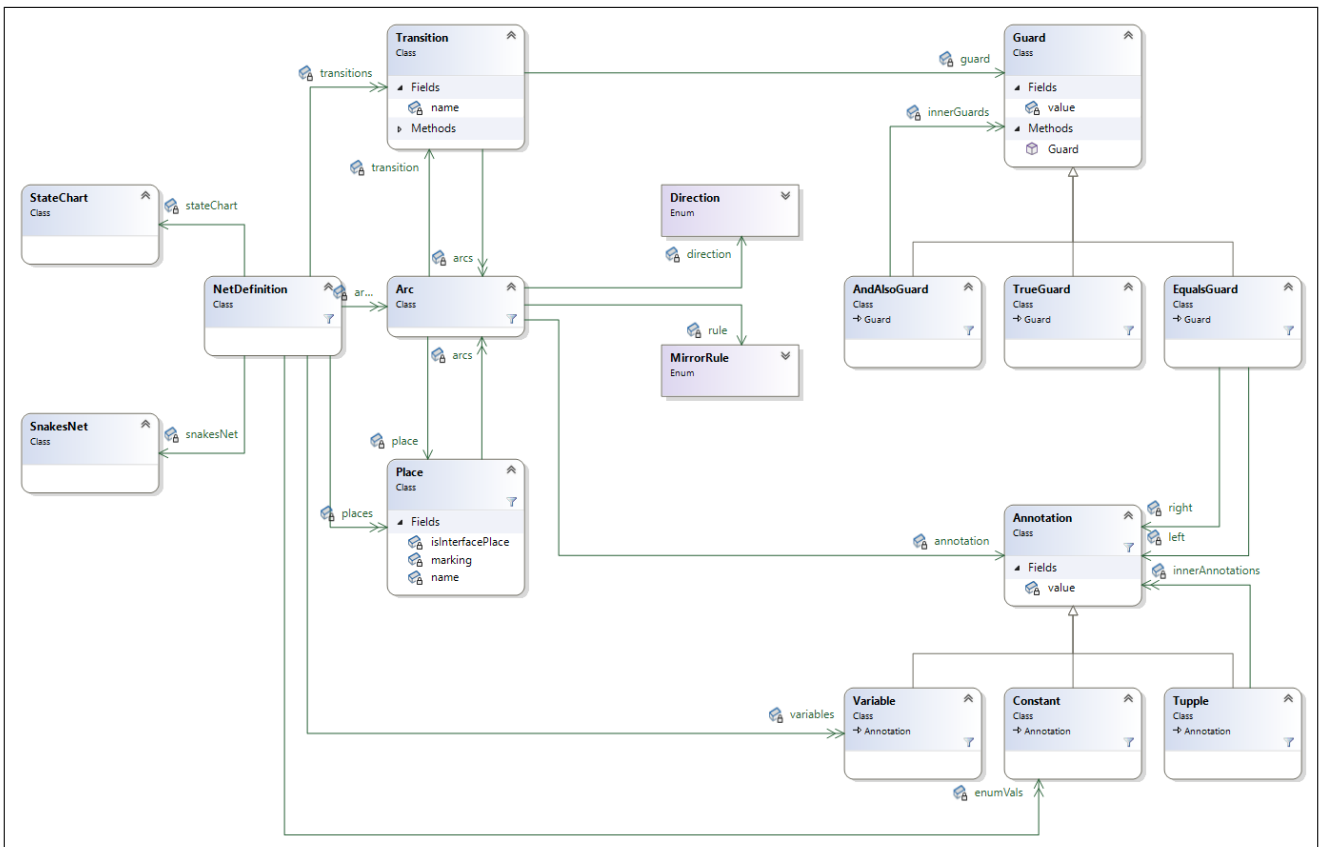 Transition
Class
Fields
name
Methods
transitions
guard
Guard
Class
Fields
value
Methods
Guard
innerGuards
transition
StateChart
Class
stateChart
Direction
Enum
direction
arcs
NetDefinition
Class
ar...
Arc
Class
AndAlsoGuard
Class
Guard
TrueGuard
Class
Guard
EqualsGuard
Class
Guard
rule
MirrorRule
Enum
arcs
SnakesNet
Class
snakesNet
place
Place
Class
Fields
isInterfacePlace
marking
name
places
annotation
Annotation
Class
Fields
value
right
left
innerAnnotations
variables
Variable
Class
Annotation
Constant
Class
Annotation
Tupple
Class
Annotation
enumVals